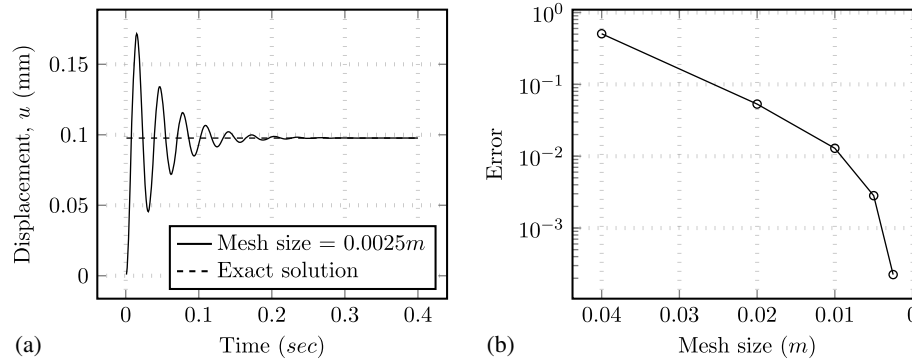 0.15
0.1
0.05
0
Displacement, u (mm)
Mesh size = 0.0025m
Exact solution
0 0.1 0.2 0.3 0.4
(a) Time (sec)
10^0
10^-1
10^-2
10^-3
Error
0.04 0.03 0.02 0.01 0
(b) Mesh size (m)